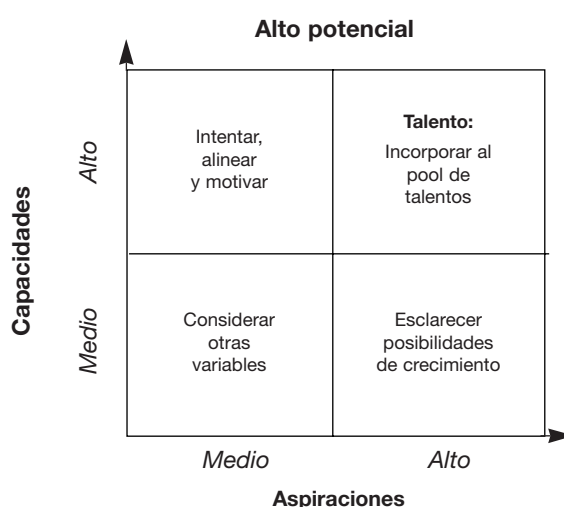 Alto potencial
Capacidades
Alto
Intentar,
alinear
y motivar
Talento:
Incorporar al
pool de
talentos
Medio
Considerar
otras
variables
Esclarecer
posibilidades
de crecimiento
Medio
Alto
Aspiraciones